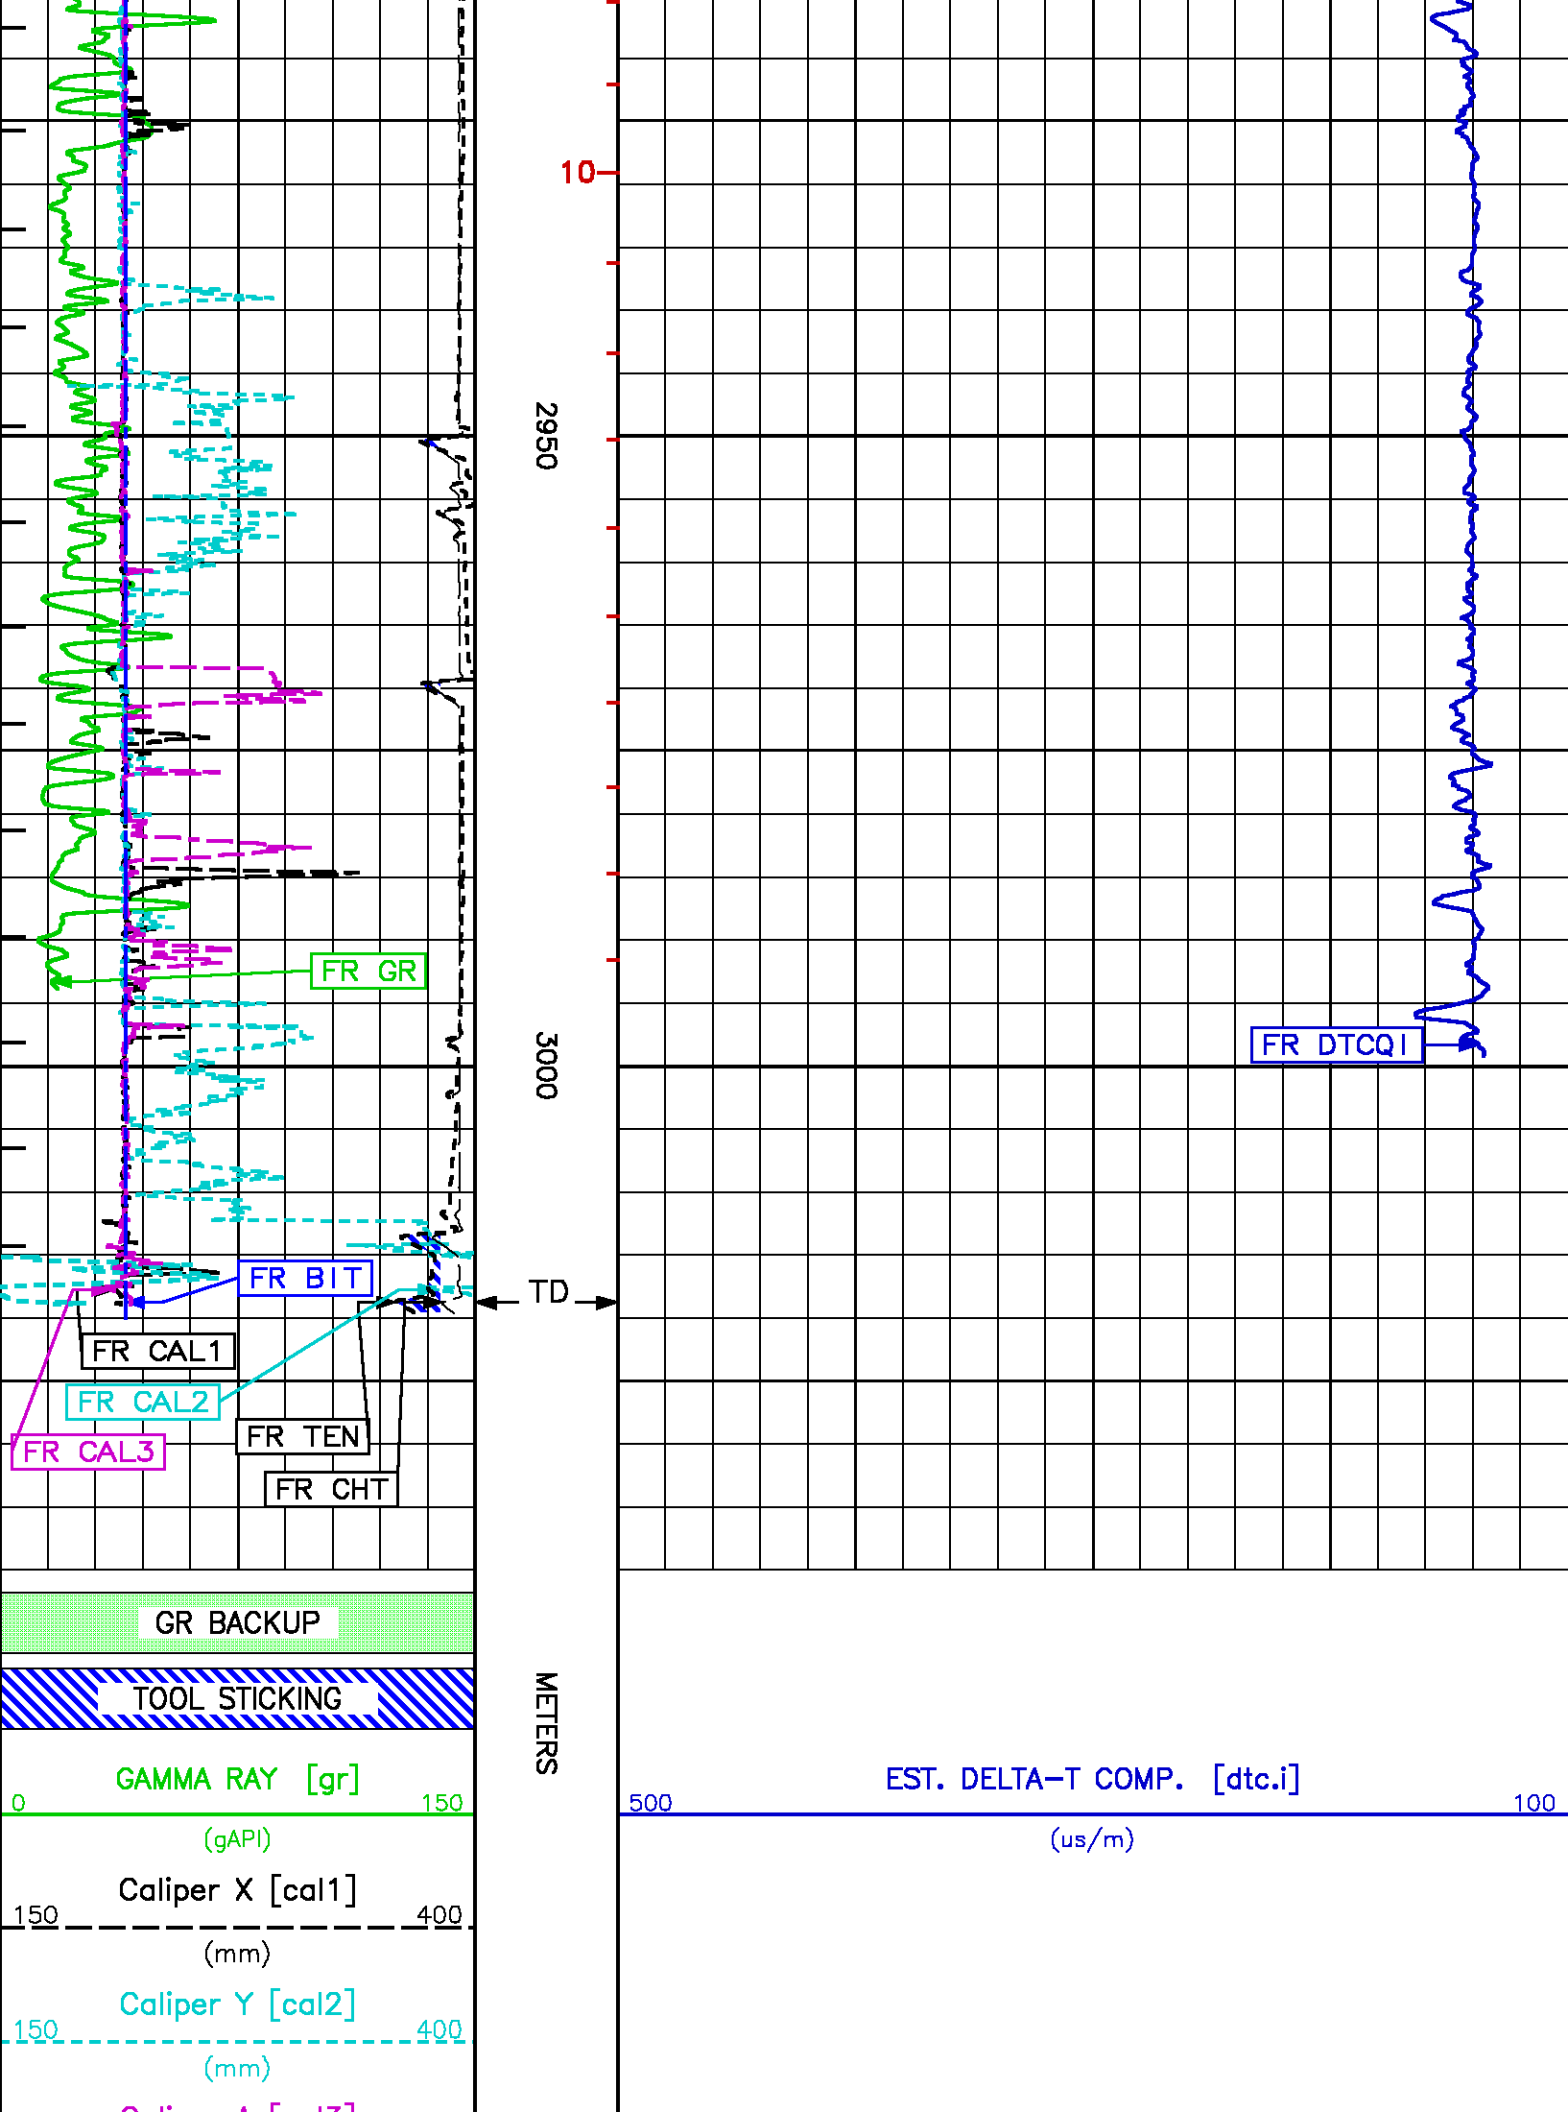 10
2950
FR GR
3000
FR DTCQI
FR BIT
TD
FR CAL1
FR CAL2
FR TEN
FR CAL3
FR CHT
GR BACKUP
TOOL STICKING
METERS
GAMMA RAY [gr]
0 150
(gAPI)
EST. DELTA-T COMP. [dtc.i]
500 100
(us/m)
Caliper X [cal1]
150 400
(mm)
Caliper Y [cal2]
150 400
(mm)